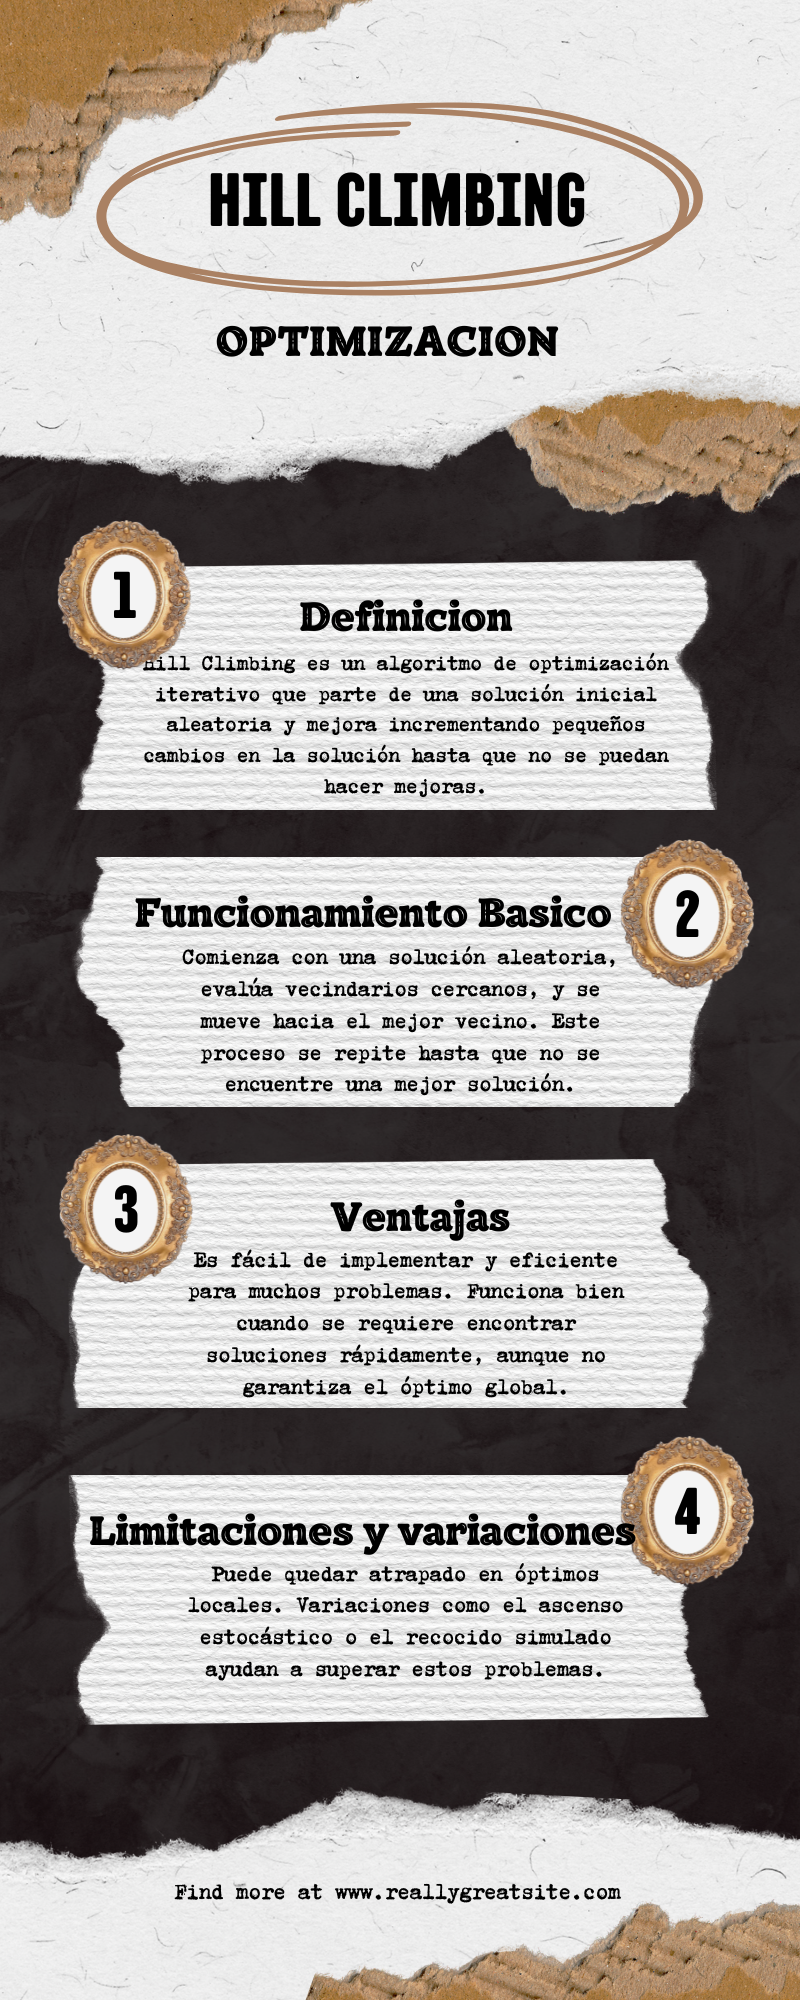 HILL CLIMBING
OPTIMIZACION
1
Definicion
Hill Climbing es un algoritmo de optimización
iterativo que parte de una solución inicial
aleatoria y mejora incrementando pequeños
cambios en la solución hasta que no se puedan
hacer mejoras.
2
Funcionamiento Basico
Comienza con una solución aleatoria,
evalúa vecindarios cercanos, y se
mueve hacia el mejor vecino. Este
proceso se repite hasta que no se
encuentre una mejor solución.
3
Ventajas
Es fácil de implementar y eficiente
para muchos problemas. Funciona bien
cuando se requiere encontrar
soluciones rápidamente, aunque no
garantiza el óptimo global.
4
Limitaciones y variaciones
Puede quedar atrapado en óptimos
locales. Variaciones como el ascenso
estocástico o el recocido simulado
ayudan a superar estos problemas.
Find more at www.reallygreatsite.com